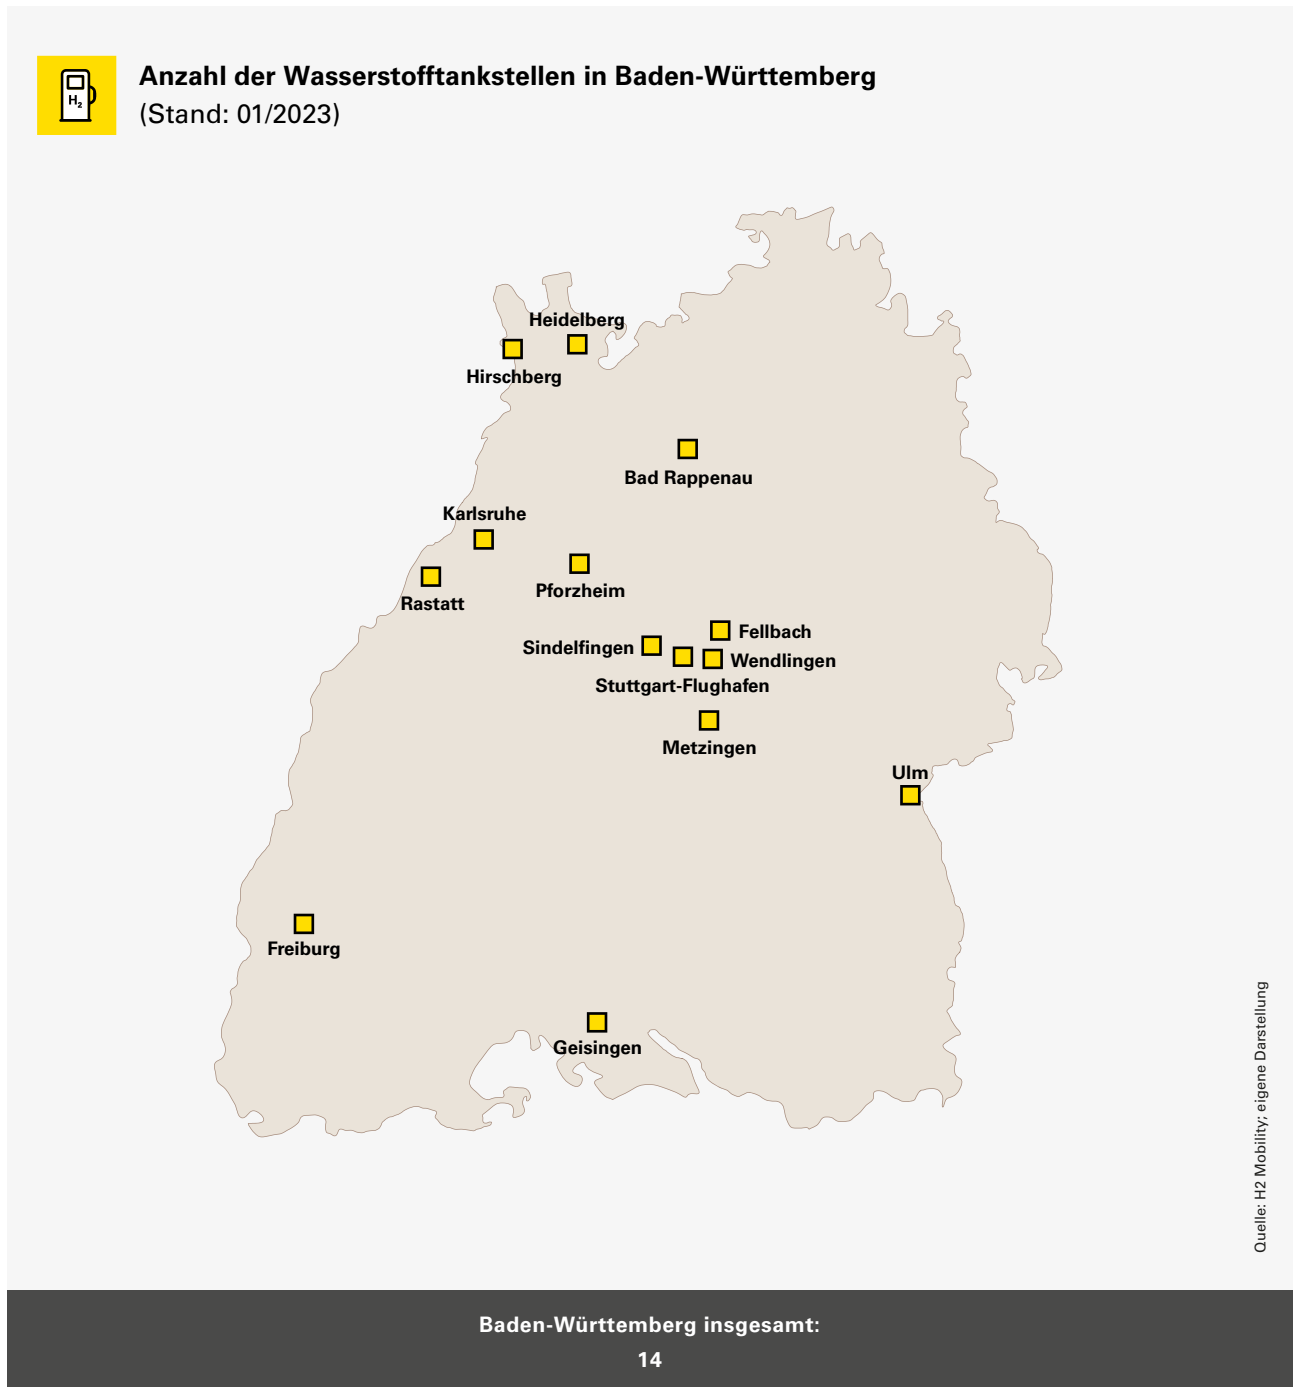 Anzahl der Wasserstofftankstellen in Baden-Württemberg
(Stand: 01/2023)
H2
Heidelberg
Hirschberg
Bad Rappenau
Karlsruhe
Pforzheim
Rastatt
Fellbach
Sindelfingen
Wendlingen
Stuttgart-Flughafen
Metzingen
Ulm
Freiburg
Geisingen
Quelle: H2 Mobility; eigene Darstellung
Baden-Württemberg insgesamt:
14